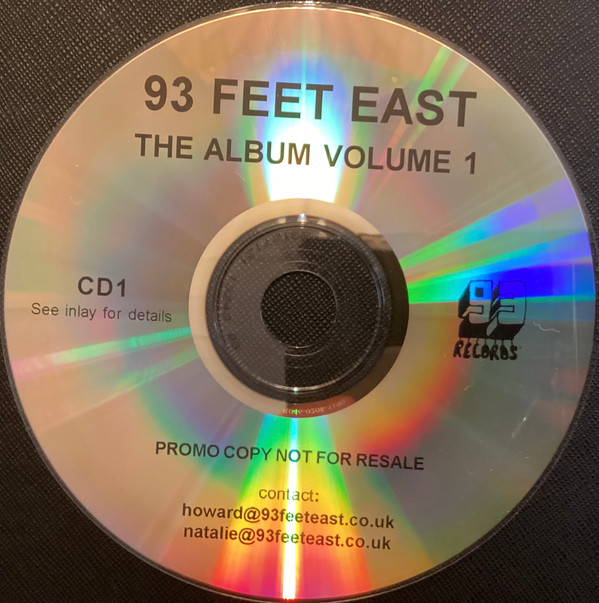 93 FEET EAST
THE ALBUM VOLUME 1
CD1
See inlay for details
93
RECORDS
PROMO COPY NOT FOR RESALE
contact:
howard@93feeteast.co.uk
natalie@93feeteast.co.uk